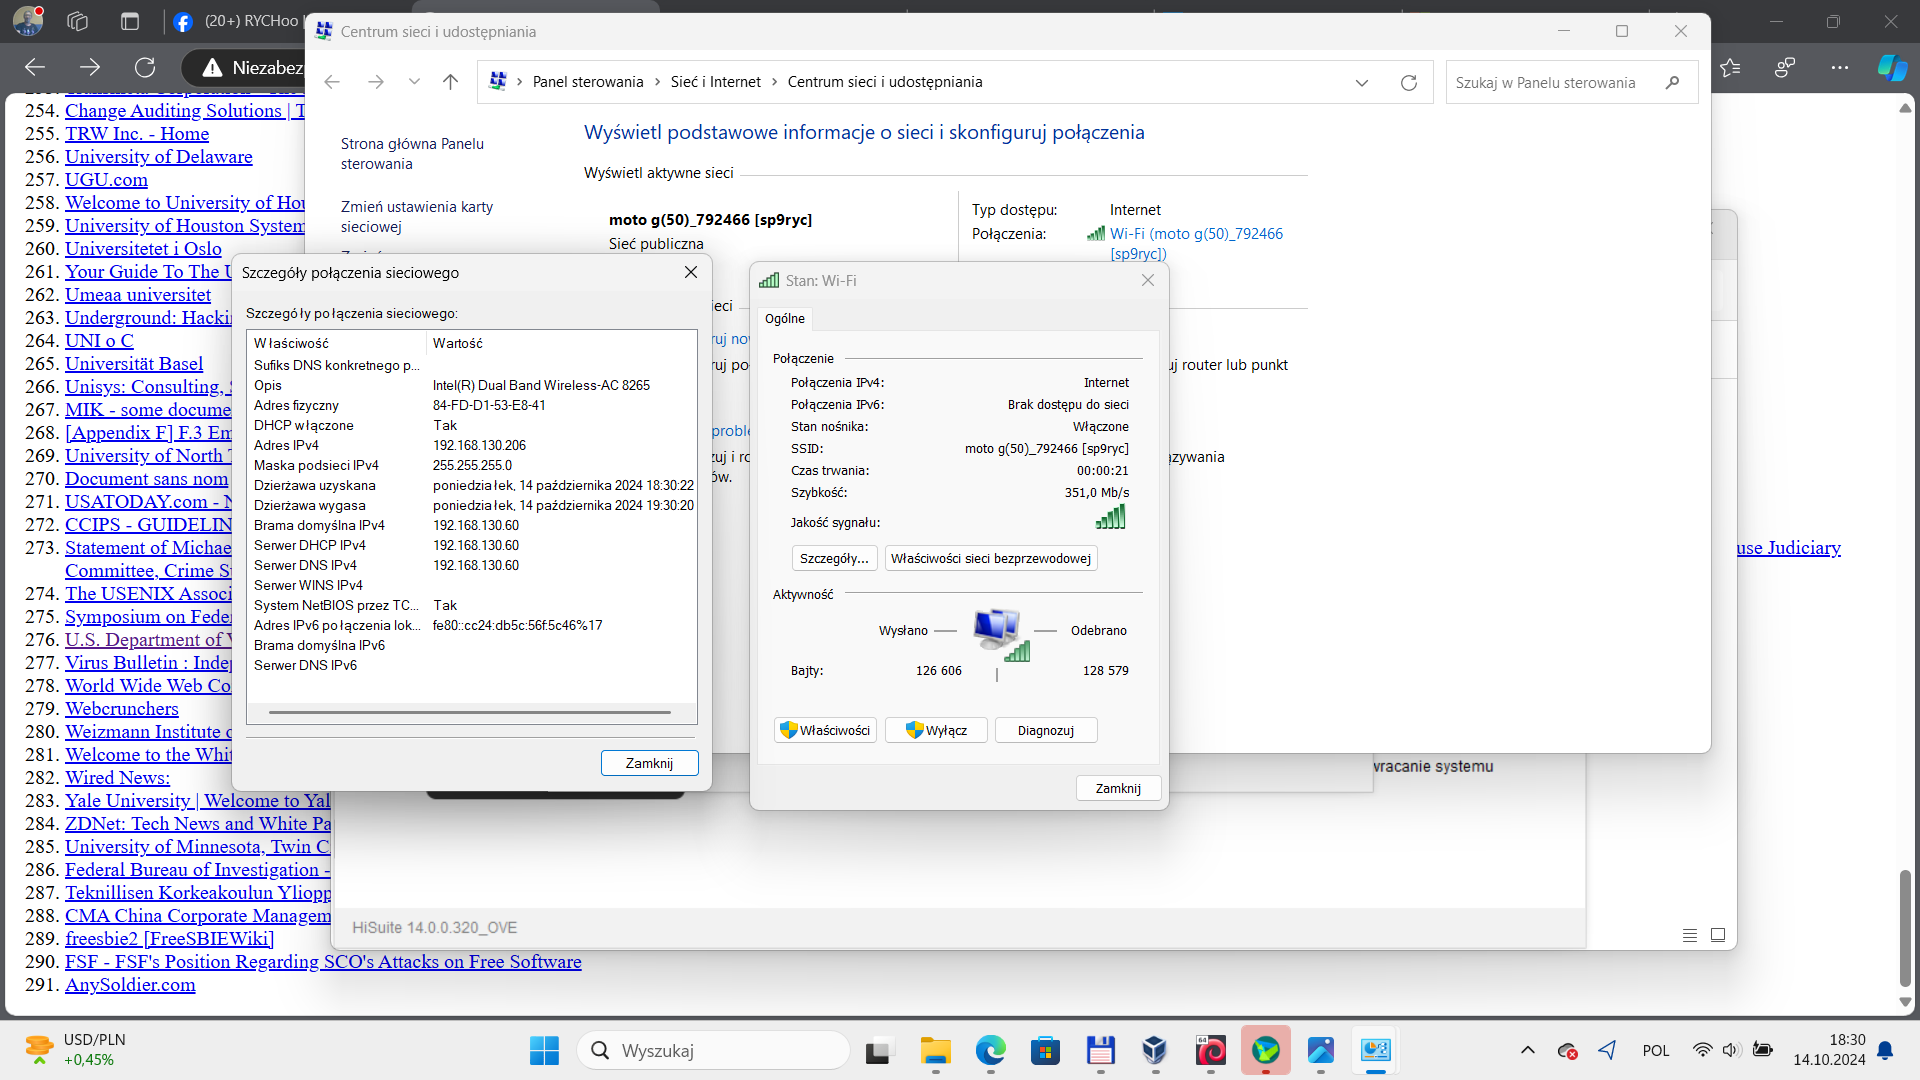 (20+) RYCHoo
Niezabezp
Centrum sieci i udostępniania
Panel sterowania > Sieć i Internet > Centrum sieci i udostępniania
Szukaj w Panelu sterowania
Strona główna Panelu
sterowania
Zmień ustawienia karty
sieciowej
Wyświetl podstawowe informacje o sieci i skonfiguruj połączenia
Wyświetl aktywne sieci
moto g(50)_792466 [sp9ryc]
Sieć publiczna
Typ dostępu: Internet
Połączenia: Wi-Fi (moto g(50)_792466
[sp9ryc])
uj router lub punkt
Szczegóły połączenia sieciowego
Szczegóły połączenia sieciowego:
Właściwość Wartość
Sufiks DNS konkretnego p...
Opis Intel(R) Dual Band Wireless-AC 8265
Adres fizyczny 84-FD-D1-53-E8-41
DHCP włączone Tak
Adres IPv4 192.168.130.206
Maska podsieci IPv4 255.255.255.0
Dzierżawa uzyskana poniedziałek, 14 października 2024 18:30:22
Dzierżawa wygasa poniedziałek, 14 października 2024 19:30:20
Brama domyślna IPv4 192.168.130.60
Serwer DHCP IPv4 192.168.130.60
Serwer DNS IPv4 192.168.130.60
Serwer WINS IPv4
System NetBIOS przez TC... Tak
Adres IPv6 połączenia lok... fe80::cc24:db5c:56f:5c46%17
Brama domyślna IPv6
Serwer DNS IPv6
Zamknij
Stan: Wi-Fi
Ogólne
Połączenie
Połączenia IPv4: Internet
Połączenia IPv6: Brak dostępu do sieci
Stan nośnika: Włączone
SSID: moto g(50)_792466 [sp9ryc]
Czas trwania: 00:00:21
Szybkość: 351,0 Mb/s
Jakość sygnału:
Szczegóły... Właściwości sieci bezprzewodowej
Aktywność
Wysłano Odebrano
Bajty: 126 606 128 579
Właściwości Wyłącz Diagnozuj
Zamknij
254. Change Auditing Solutions | T
255. TRW Inc. - Home
256. University of Delaware
257. UGU.com
258. Welcome to University of Hou
259. University of Houston System
260. Universitetet i Oslo
261. Your Guide To The U
262. Umeaa universitet
263. Underground: Hackin
264. UNI o C
265. Universität Basel
266. Unisys: Consulting, S
267. MIK - some docume
268. [Appendix F] F.3 Em
269. University of North T
270. Document sans nom
271. USATODAY.com - N
272. CCIPS - GUIDELIN
273. Statement of Michae
use Judiciary
Committee, Crime S
274. The USENIX Associ
275. Symposium on Feder
276. U.S. Department of V
277. Virus Bulletin : Indep
278. World Wide Web Co
279. Webcrunchers
280. Weizmann Institute o
281. Welcome to the Whit
282. Wired News:
283. Yale University | Welcome to Yal
284. ZDNet: Tech News and White Pa
285. University of Minnesota, Twin C
286. Federal Bureau of Investigation -
287. Teknillisen Korkeakoulun Yliopp
288. CMA China Corporate Managem
289. freesbie2 [FreeSBIEWiki]
290. FSF - FSF's Position Regarding SCO's Attacks on Free Software
291. AnySoldier.com
wracanie systemu
HiSuite 14.0.0.320_OVE
USD/PLN
+0,45%
Wyszukaj
64
POL
18:30
14.10.2024